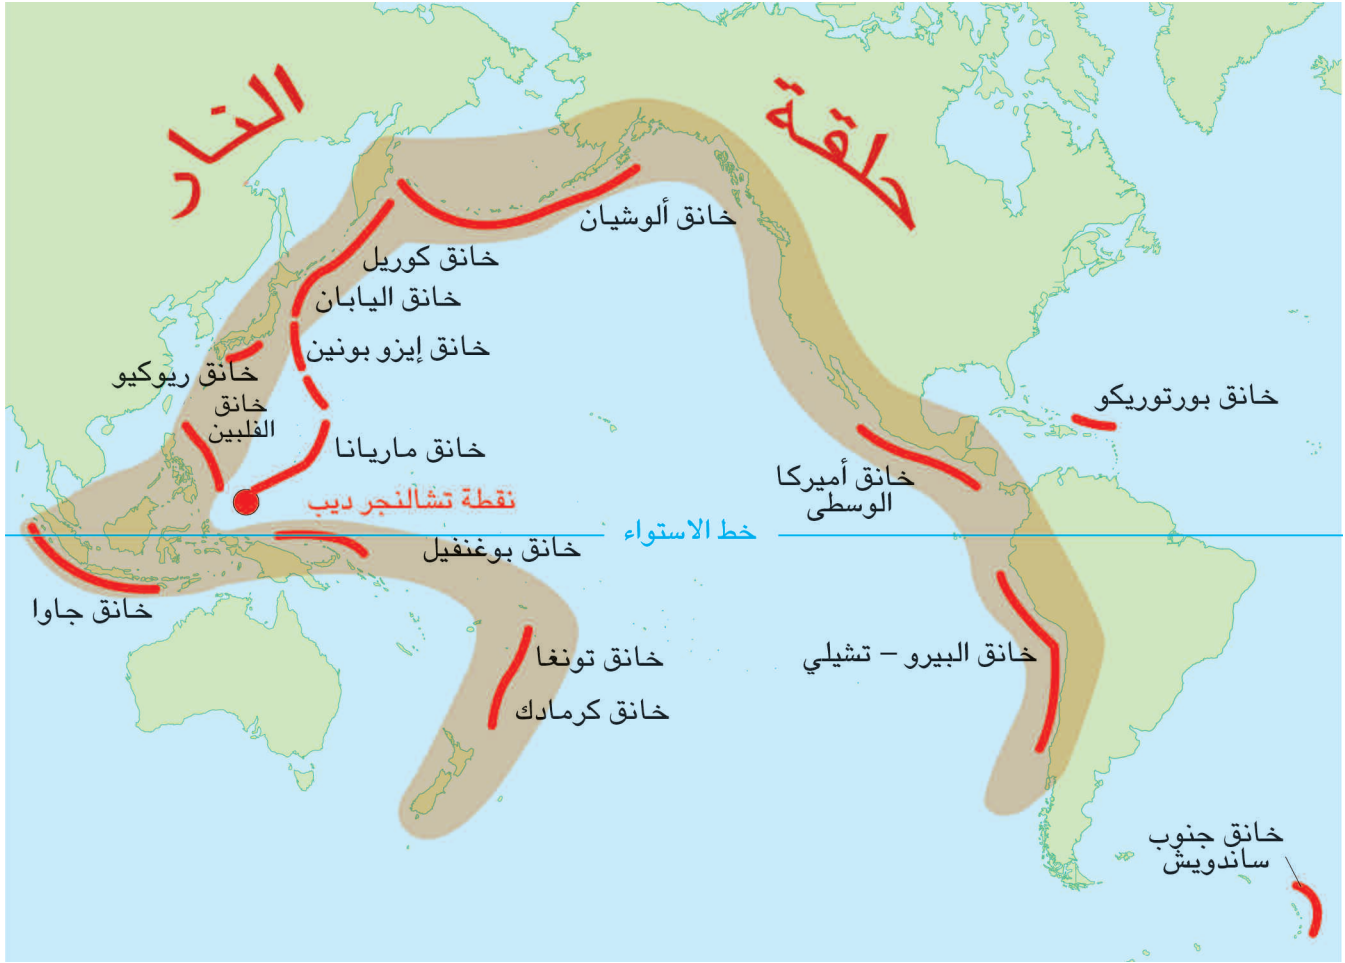 حلقة
النار
خانق ألوشيان
خانق كوريل
خانق اليابان
خانق إيزو بونين
خانق ريوكيو
خانق
الفلبين
خانق ماريانا
نقطة تشالنجر ديب
خانق بورتوريكو
خانق أميركا
الوسطى
خط الاستواء
خانق بوغنفيل
خانق جاوا
خانق تونغا
خانق البيرو – تشيلي
خانق كرمادك
خانق جنوب
ساندويش